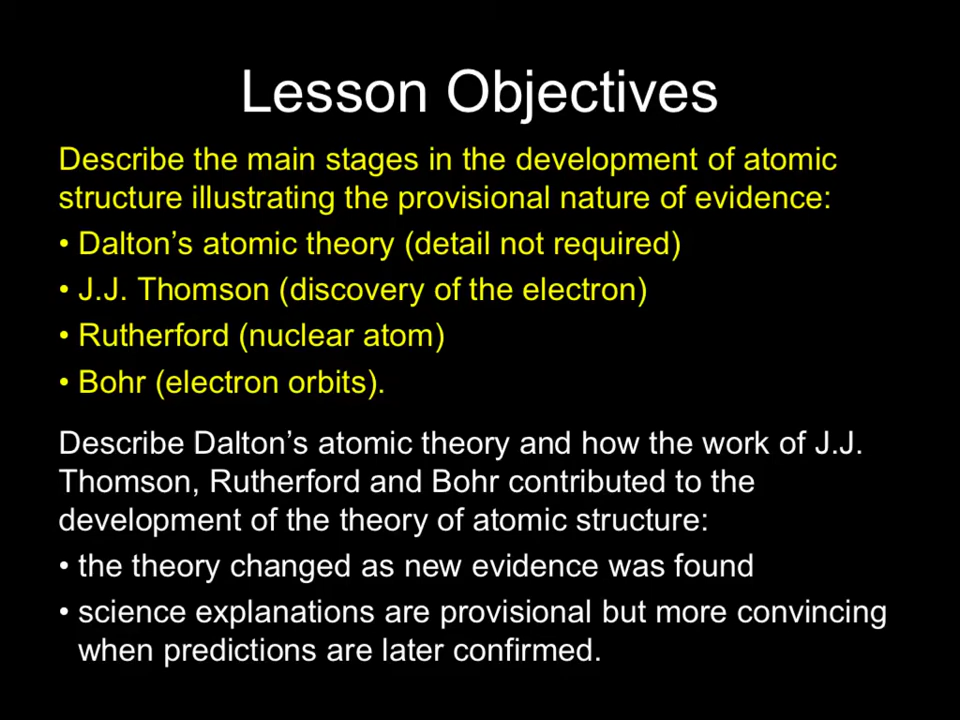 Lesson Objectives
Describe the main stages in the development of atomic
structure illustrating the provisional nature of evidence:
• Dalton’s atomic theory (detail not required)
• J.J. Thomson (discovery of the electron)
• Rutherford (nuclear atom)
• Bohr (electron orbits).
Describe Dalton’s atomic theory and how the work of J.J.
Thomson, Rutherford and Bohr contributed to the
development of the theory of atomic structure:
• the theory changed as new evidence was found
• science explanations are provisional but more convincing
when predictions are later confirmed.